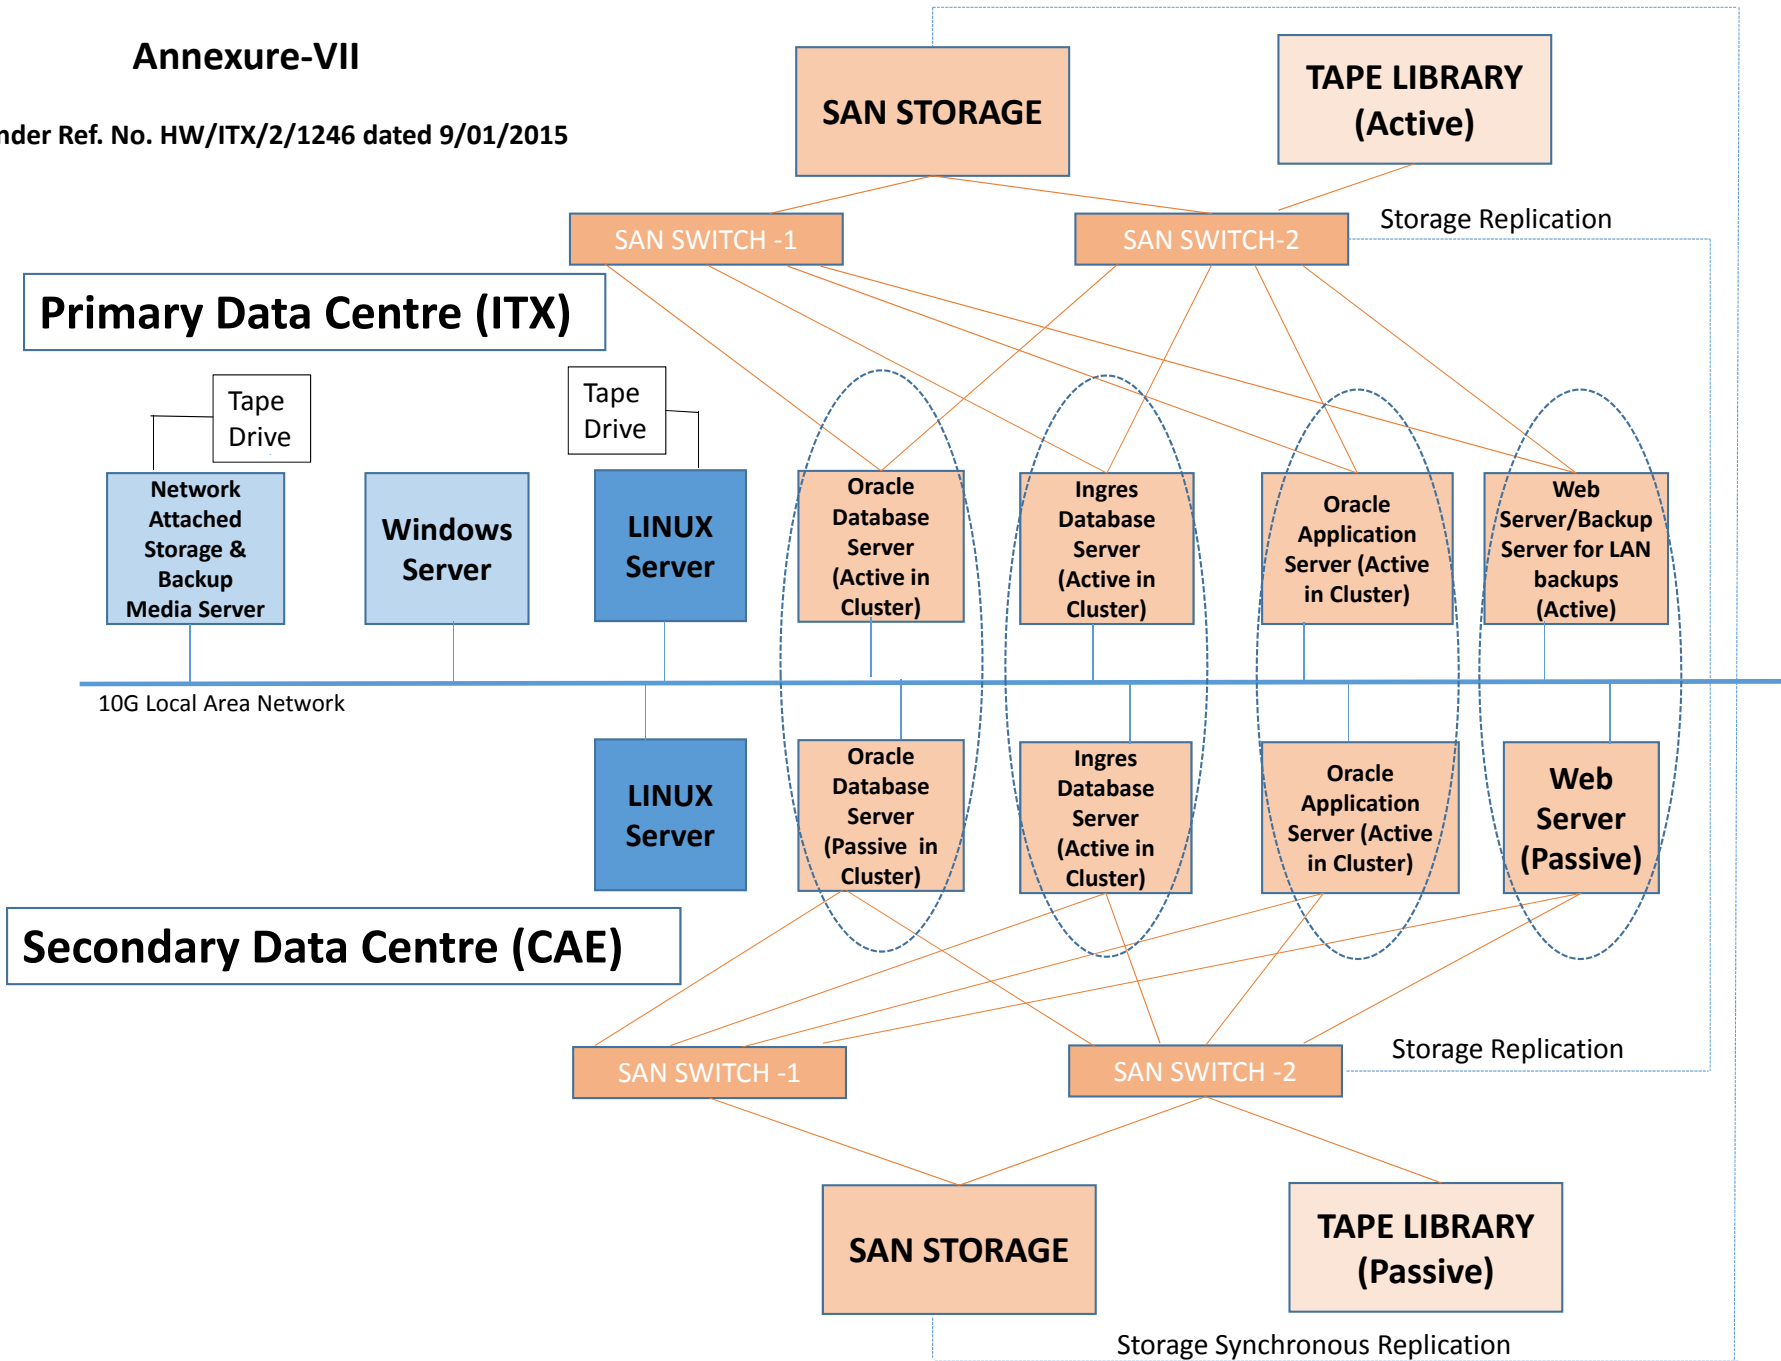 Annexure-VII
nder Ref. No. HW/ITX/2/1246 dated 9/01/2015
SAN STORAGE
TAPE LIBRARY
(Active)
SAN SWITCH -1
SAN SWITCH-2
Storage Replication
Primary Data Centre (ITX)
Tape
Drive
Tape
Drive
Network
Attached
Storage &
Backup
Media Server
Windows
Server
LINUX
Server
Oracle
Database
Server
(Active in
Cluster)
Ingres
Database
Server
(Active in
Cluster)
Oracle
Application
Server (Active
in Cluster)
Web
Server/Backup
Server for LAN
backups
(Active)
10G Local Area Network
LINUX
Server
Oracle
Database
Server
(Passive in
Cluster)
Ingres
Database
Server
(Active in
Cluster)
Oracle
Application
Server (Active
in Cluster)
Web
Server
(Passive)
Secondary Data Centre (CAE)
SAN SWITCH -1
SAN SWITCH -2
Storage Replication
SAN STORAGE
TAPE LIBRARY
(Passive)
Storage Synchronous Replication